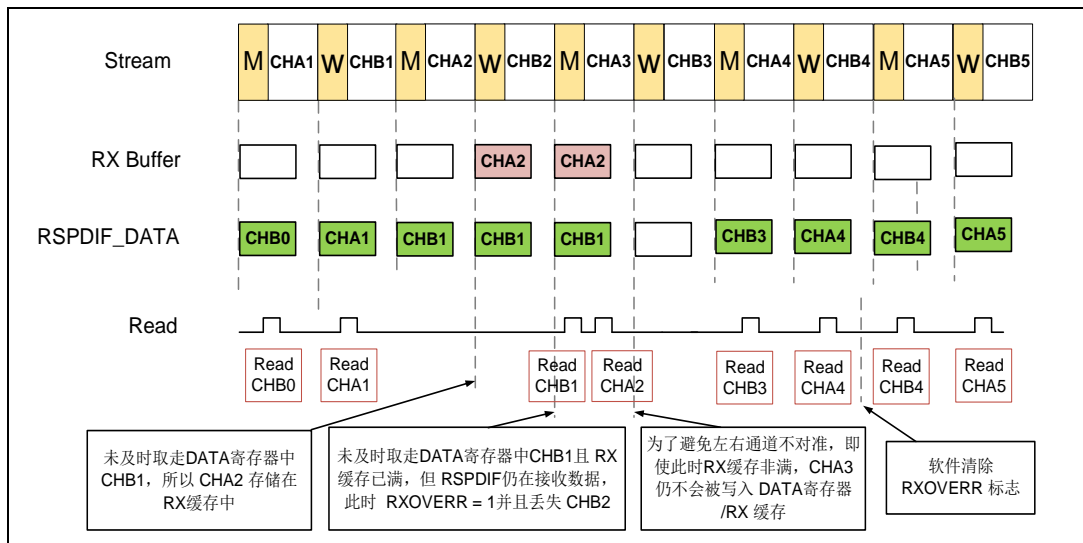 Stream M CHA1 W CHB1 M CHA2 W CHB2 M CHA3 W CHB3 M CHA4 W CHB4 M CHA5 W CHB5
RX Buffer CHA2 CHA2
RSPDIF_DATA CHB0 CHA1 CHB1 CHB1 CHB1 CHB3 CHA4 CHB4 CHA5
Read
Read Read Read Read Read Read Read Read
CHB0 CHA1 CHB1 CHA2 CHB3 CHA4 CHB4 CHA5
未及时取走DATA寄存器中
CHB1，所以 CHA2 存储在
RX缓存中
未及时取走DATA寄存器中CHB1且 RX
缓存已满，但 RSPDIF仍在接收数据，
此时 RXOVERR = 1并且丢失 CHB2
为了避免左右通道不对准，即
使此时RX缓存非满，CHA3
仍不会被写入 DATA寄存器
/RX 缓存
软件清除
RXOVERR 标志